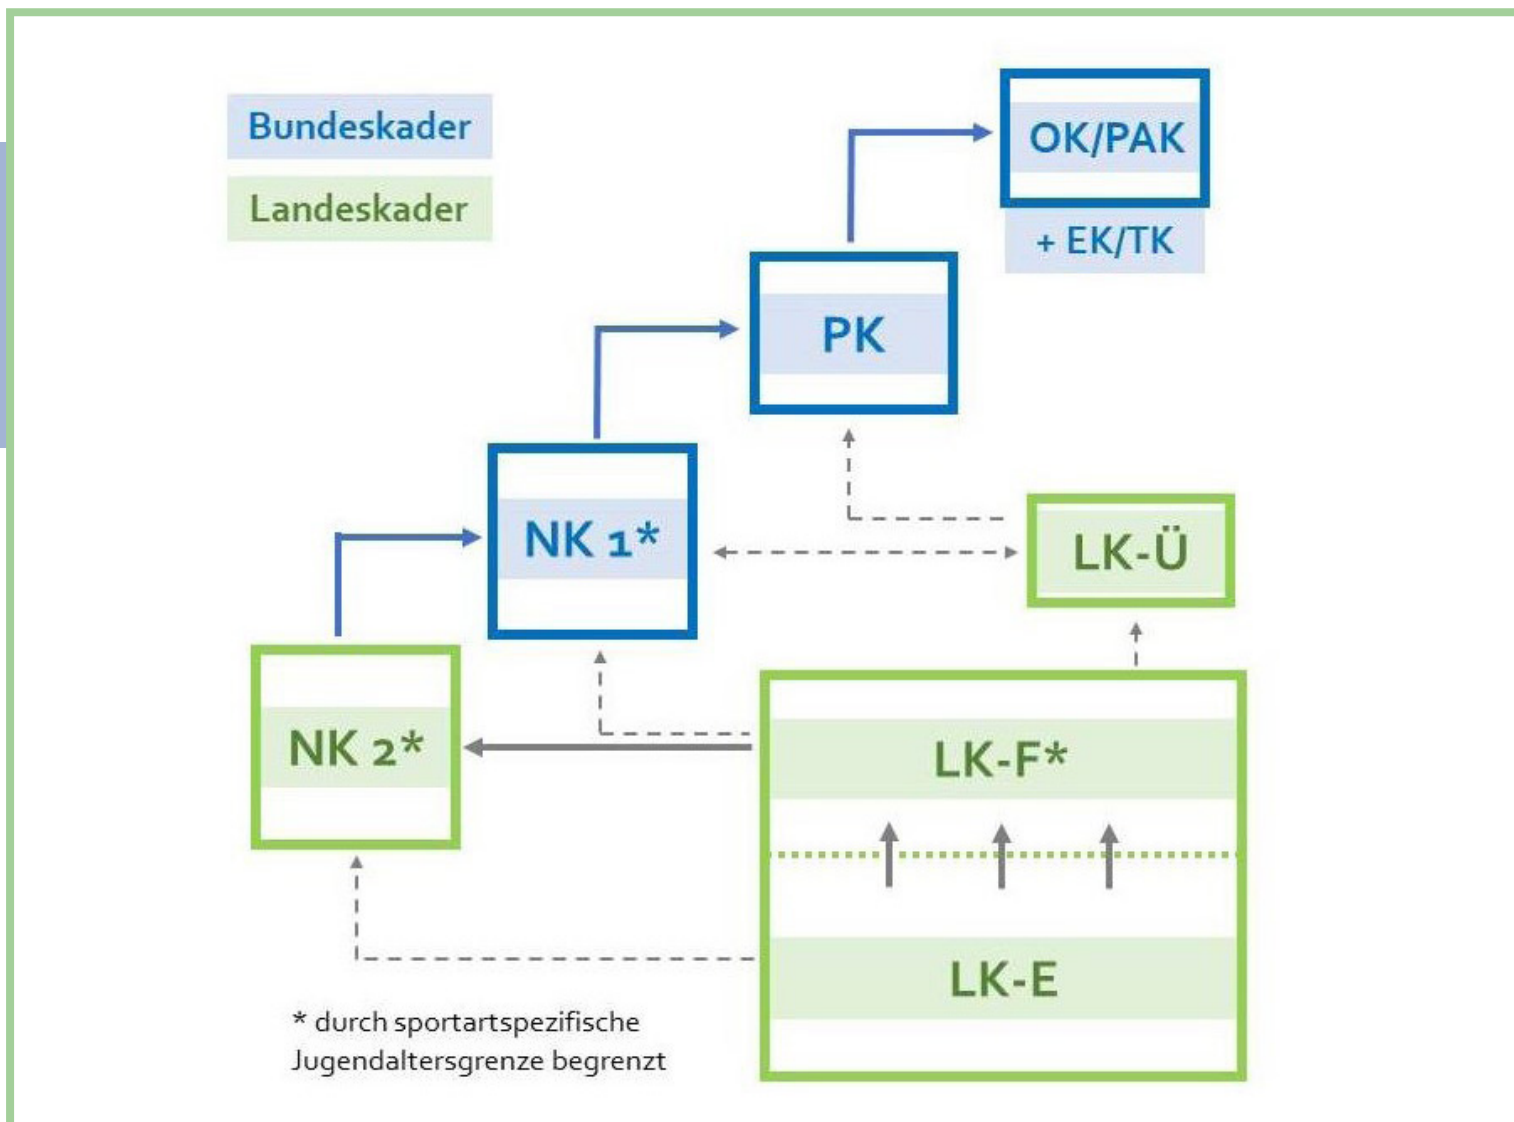 Bundeskader
Landeskader
OK/PAK
+ EK/TK
PK
NK 1*
LK-Ü
NK 2*
LK-F*
LK-E
* durch sportartspezifische
Jugendaltersgrenze begrenzt